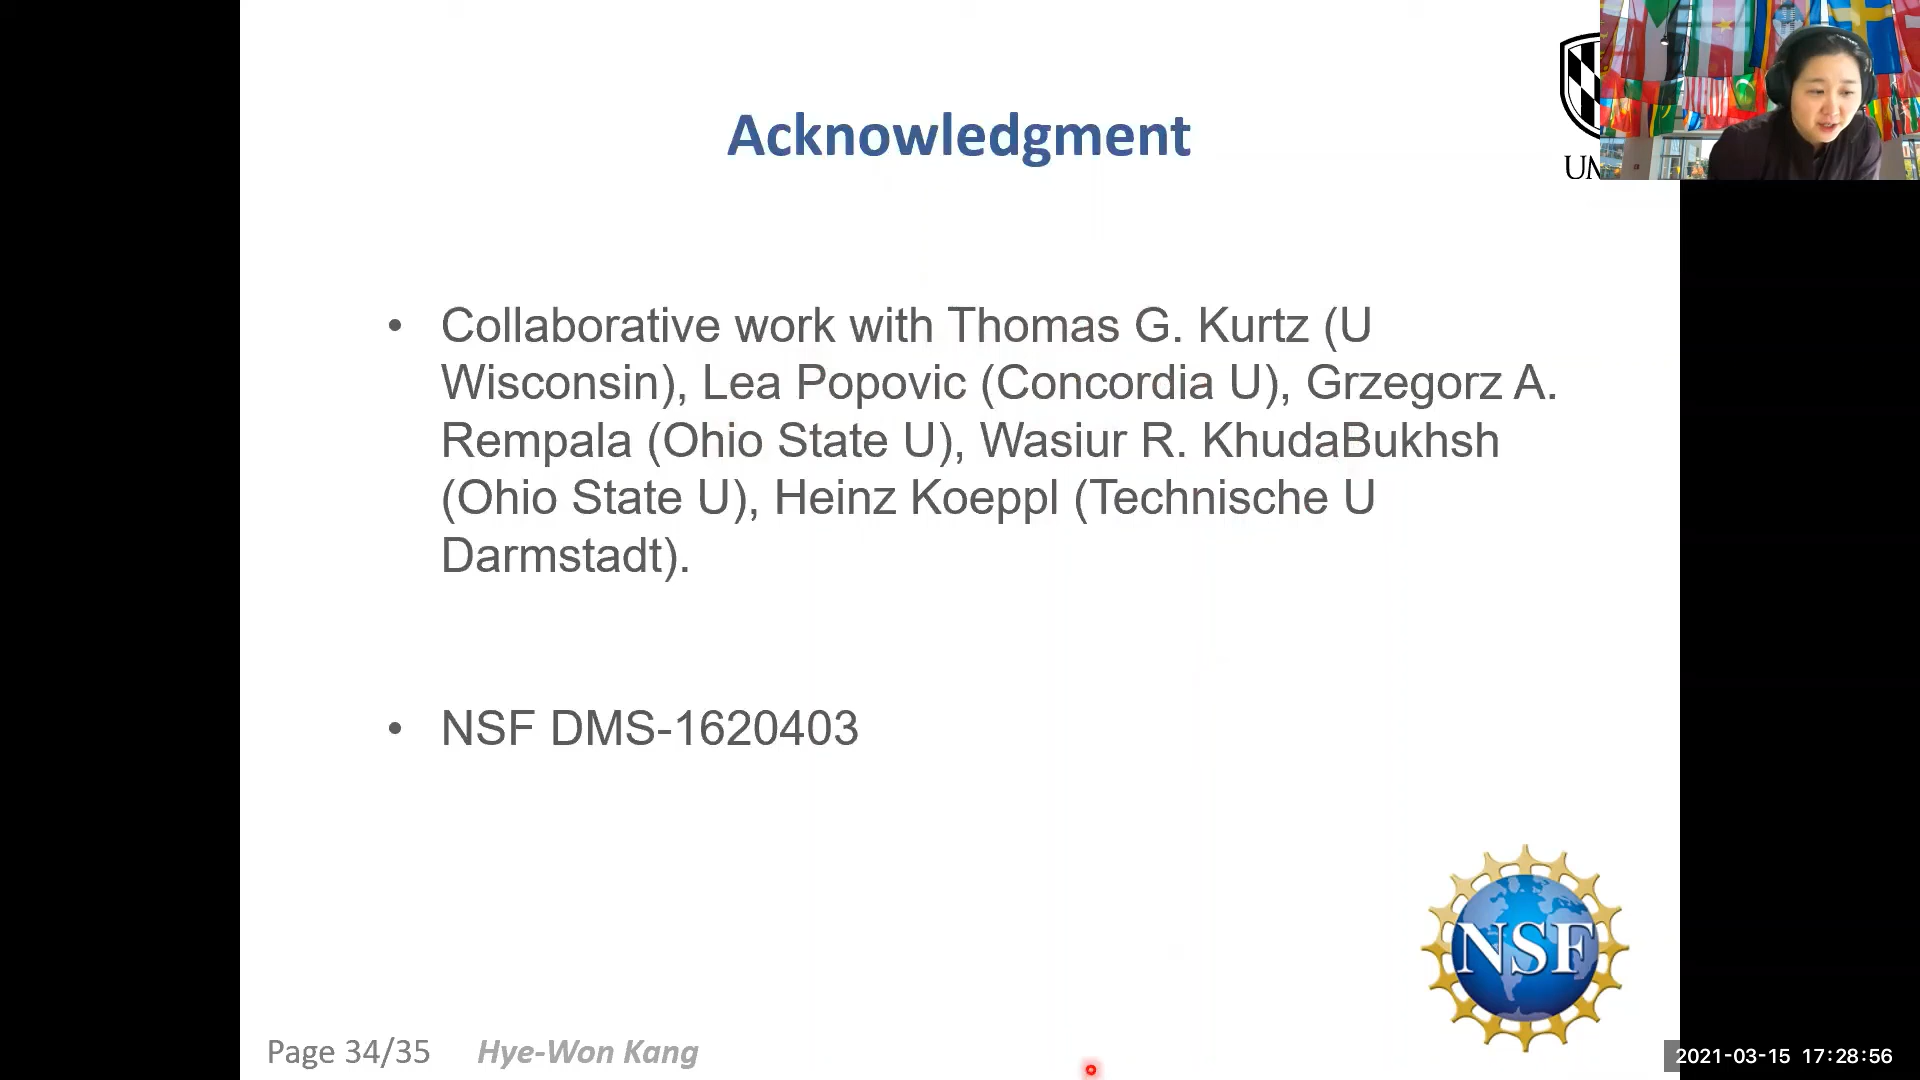 Acknowledgment
• Collaborative work with Thomas G. Kurtz (U
Wisconsin), Lea Popovic (Concordia U), Grzegorz A.
Rempala (Ohio State U), Wasiur R. KhudaBukhsh
(Ohio State U), Heinz Koeppl (Technische U
Darmstadt).
• NSF DMS-1620403
NSF
Page 34/35 Hye-Won Kang
2021-03-15 17:28:56